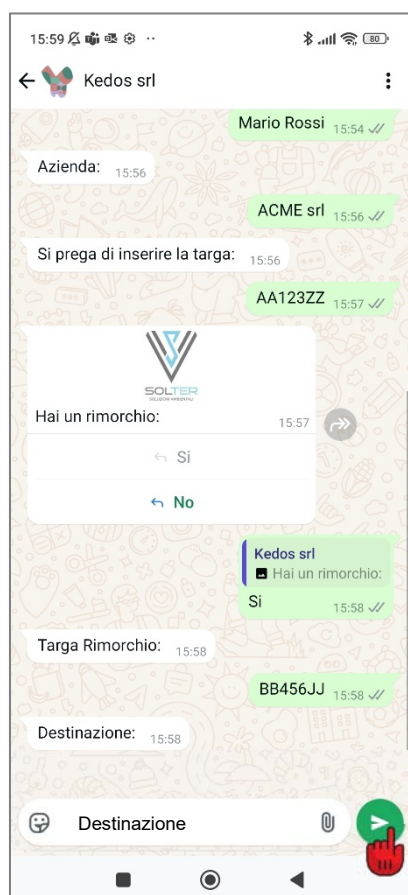 15:59
80
Kedos srl
Mario Rossi 15:54
Azienda: 15:56
ACME srl 15:56
Si prega di inserire la targa: 15:56
AA123ZZ 15:57
SOLTER
SOLUZIONI AMBIENTALI
Hai un rimorchio: 15:57
Si
No
Kedos srl
Hai un rimorchio:
Si 15:58
Targa Rimorchio: 15:58
BB456JJ 15:58
Destinazione: 15:58
Destinazione